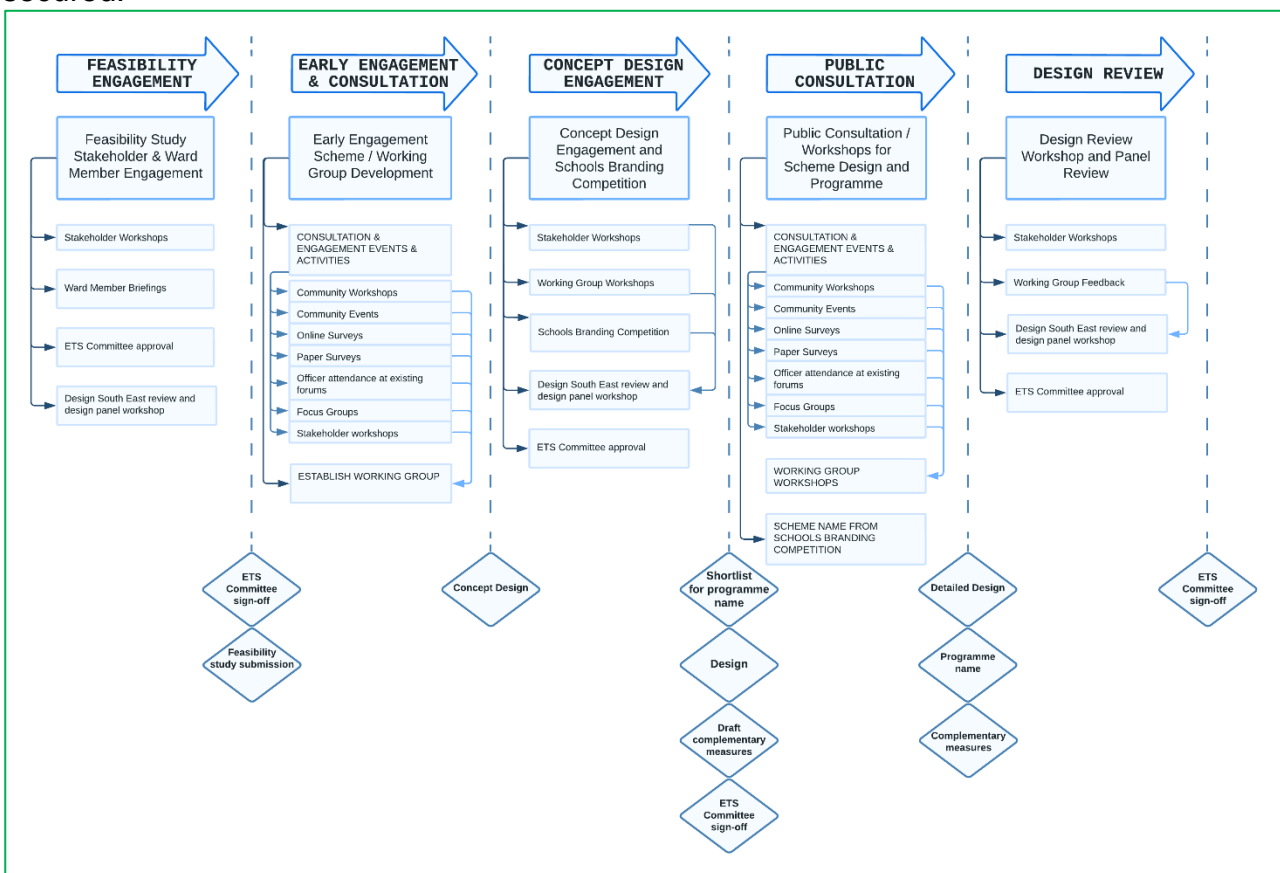 secured.
FEASIBILITY
ENGAGEMENT
EARLY ENGAGEMENT
& CONSULTATION
CONCEPT DESIGN
ENGAGEMENT
PUBLIC
CONSULTATION
DESIGN REVIEW
Feasibility Study
Stakeholder & Ward
Member Engagement
Early Engagement
Scheme / Working
Group Development
Concept Design
Engagement and
Schools Branding
Competition
Public Consultation /
Workshops for
Scheme Design and
Programme
Design Review
Workshop and Panel
Review
Stakeholder Workshops
Ward Member Briefings
ETS Committee approval
Design South East review and
design panel workshop
CONSULTATION &
ENGAGEMENT EVENTS &
ACTIVITIES
Community Workshops
Community Events
Online Surveys
Paper Surveys
Officer attendance at existing
forums
Focus Groups
Stakeholder workshops
ESTABLISH WORKING GROUP
Stakeholder Workshops
Working Group Workshops
Schools Branding Competition
Design South East review and
design panel workshop
ETS Committee approval
CONSULTATION &
ENGAGEMENT EVENTS &
ACTIVITIES
Community Workshops
Community Events
Online Surveys
Paper Surveys
Officer attendance at existing
forums
Focus Groups
Stakeholder workshops
WORKING GROUP
WORKSHOPS
SCHEME NAME FROM
SCHOOLS BRANDING
COMPETITION
Stakeholder Workshops
Working Group Feedback
Design South East review and
design panel workshop
ETS Committee approval
ETS
Committee
sign-off
Feasibility
study submission
Concept Design
Shortlist
for programme
name
Design
Draft
complementary
measures
ETS
Committee
sign-off
Detailed Design
Programme
name
Complementary
measures
ETS
Committee
sign-off